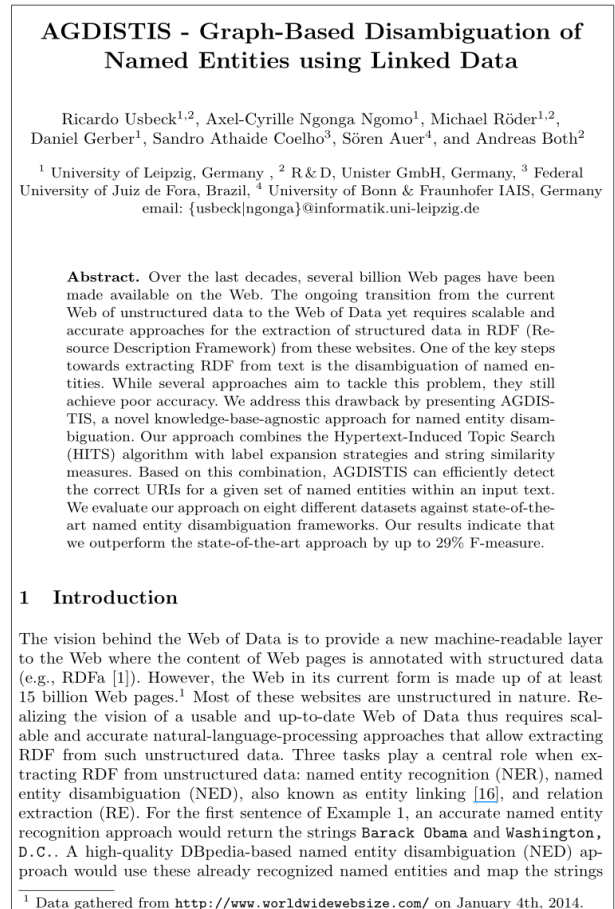 AGDISTIS - Graph-Based Disambiguation of
Named Entities using Linked Data
Ricardo Usbeck1,2, Axel-Cyrille Ngonga Ngomo1, Michael Röder1,2,
Daniel Gerber1, Sandro Athaide Coelho3, Sören Auer4, and Andreas Both2
1 University of Leipzig, Germany , 2 R & D, Unister GmbH, Germany, 3 Federal
University of Juiz de Fora, Brazil, 4 University of Bonn & Fraunhofer IAIS, Germany
email: {usbeck|ngonga}@informatik.uni-leipzig.de
Abstract. Over the last decades, several billion Web pages have been
made available on the Web. The ongoing transition from the current
Web of unstructured data to the Web of Data yet requires scalable and
accurate approaches for the extraction of structured data in RDF (Re-
source Description Framework) from these websites. One of the key steps
towards extracting RDF from text is the disambiguation of named en-
tities. While several approaches aim to tackle this problem, they still
achieve poor accuracy. We address this drawback by presenting AGDIS-
TIS, a novel knowledge-base-agnostic approach for named entity disam-
biguation. Our approach combines the Hypertext-Induced Topic Search
(HITS) algorithm with label expansion strategies and string similarity
measures. Based on this combination, AGDISTIS can efficiently detect
the correct URIs for a given set of named entities within an input text.
We evaluate our approach on eight different datasets against state-of-the-
art named entity disambiguation frameworks. Our results indicate that
we outperform the state-of-the-art approach by up to 29% F-measure.
1 Introduction
The vision behind the Web of Data is to provide a new machine-readable layer
to the Web where the content of Web pages is annotated with structured data
(e.g., RDFa [1]). However, the Web in its current form is made up of at least
15 billion Web pages.1 Most of these websites are unstructured in nature. Re-
alizing the vision of a usable and up-to-date Web of Data thus requires scal-
able and accurate natural-language-processing approaches that allow extracting
RDF from such unstructured data. Three tasks play a central role when ex-
tracting RDF from unstructured data: named entity recognition (NER), named
entity disambiguation (NED), also known as entity linking [16], and relation
extraction (RE). For the first sentence of Example 1, an accurate named entity
recognition approach would return the strings Barack Obama and Washington,
D.C.. A high-quality DBpedia-based named entity disambiguation (NED) ap-
proach would use these already recognized named entities and map the strings
1 Data gathered from http://www.worldwidewebsize.com/ on January 4th, 2014.